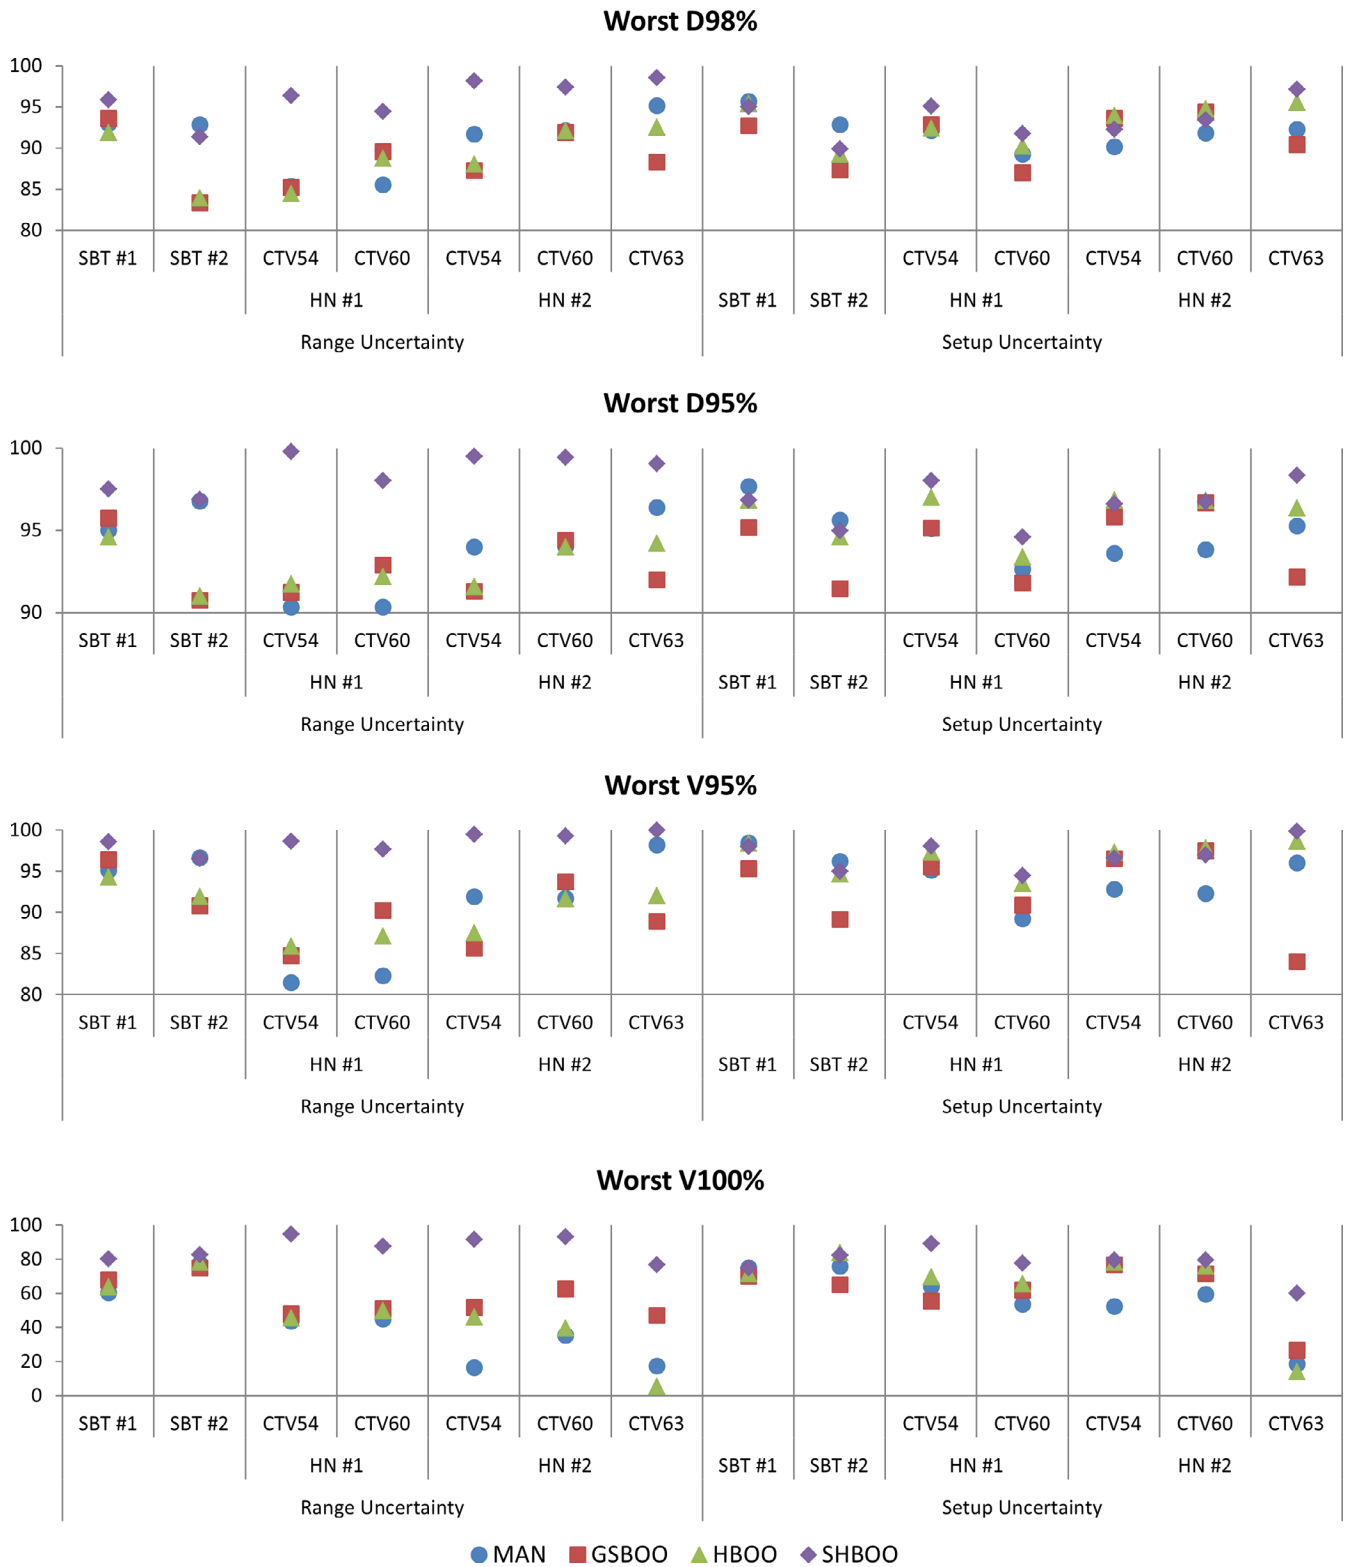 Worst D98%
100
95
90
85
80
SBT #1 SBT #2 CTV54 CTV60 CTV54 CTV60 CTV63 CTV54 CTV60 CTV54 CTV60 CTV63
HN #1 HN #2 SBT #1 SBT #2 HN #1 HN #2
Range Uncertainty Setup Uncertainty
Worst D95%
100
95
90
SBT #1 SBT #2 CTV54 CTV60 CTV54 CTV60 CTV63 CTV54 CTV60 CTV54 CTV60 CTV63
HN #1 HN #2 SBT #1 SBT #2 HN #1 HN #2
Range Uncertainty Setup Uncertainty
Worst V95%
100
95
90
85
80
SBT #1 SBT #2 CTV54 CTV60 CTV54 CTV60 CTV63 CTV54 CTV60 CTV54 CTV60 CTV63
HN #1 HN #2 SBT #1 SBT #2 HN #1 HN #2
Range Uncertainty Setup Uncertainty
Worst V100%
100
80
60
40
20
0
SBT #1 SBT #2 CTV54 CTV60 CTV54 CTV60 CTV63 CTV54 CTV60 CTV54 CTV60 CTV63
HN #1 HN #2 SBT #1 SBT #2 HN #1 HN #2
Range Uncertainty Setup Uncertainty
MAN GSBOO HBOO SHBOO